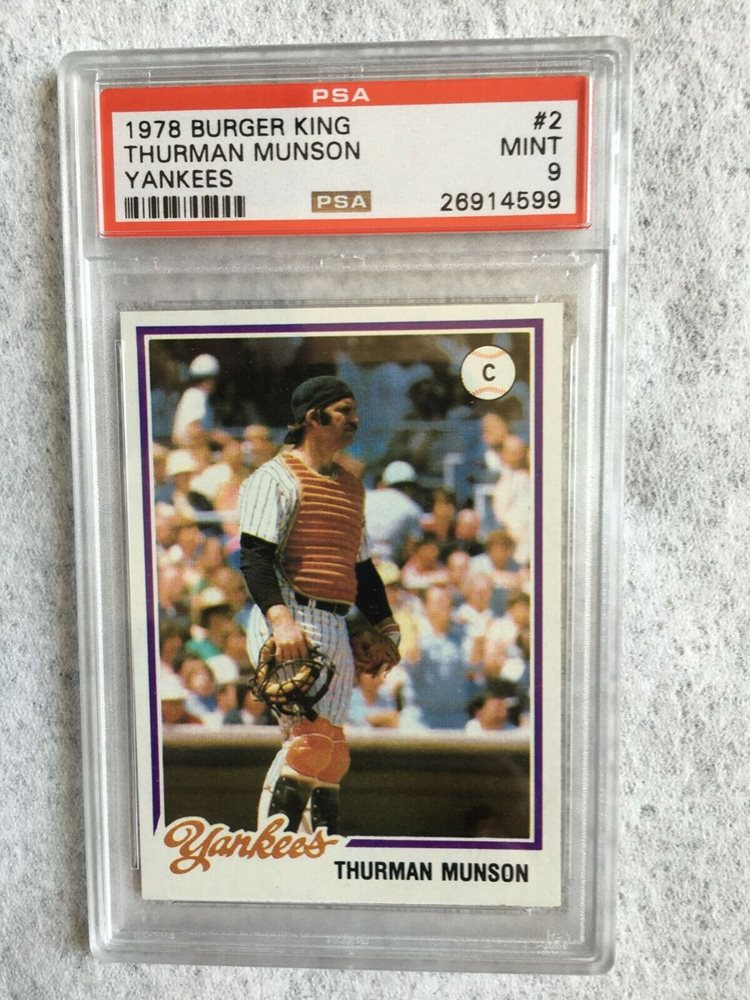 PSA
1978 BURGER KING #2
THURMAN MUNSON MINT
YANKEES 9
PSA 26914599
C
Yankees
THURMAN MUNSON